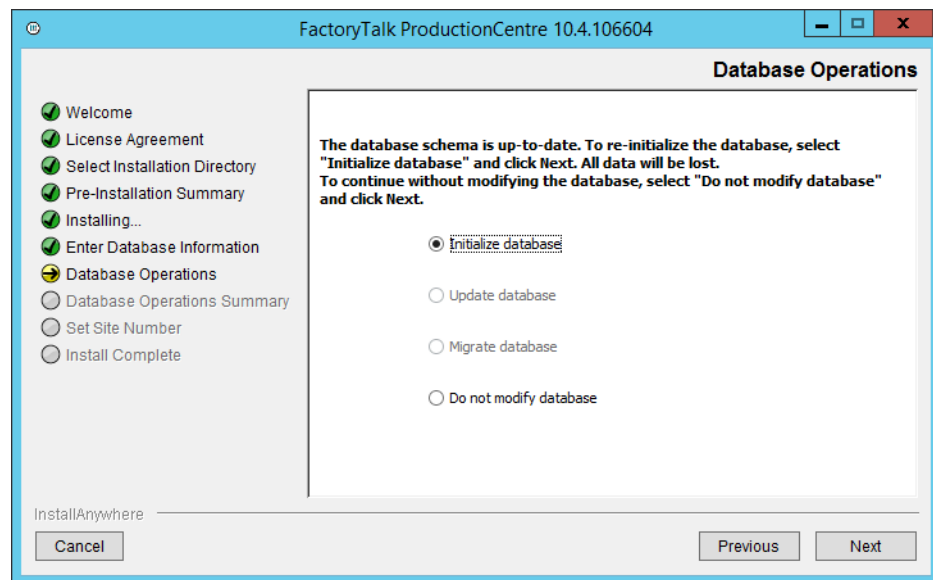 FactoryTalk ProductionCentre 10.4.106604
Database Operations
Welcome
License Agreement
Select Installation Directory
Pre-Installation Summary
Installing...
Enter Database Information
Database Operations
Database Operations Summary
Set Site Number
Install Complete
The database schema is up-to-date. To re-initialize the database, select
"Initialize database" and click Next. All data will be lost.
To continue without modifying the database, select "Do not modify database"
and click Next.
Initialize database
Update database
Migrate database
Do not modify database
InstallAnywhere
Cancel
Previous
Next